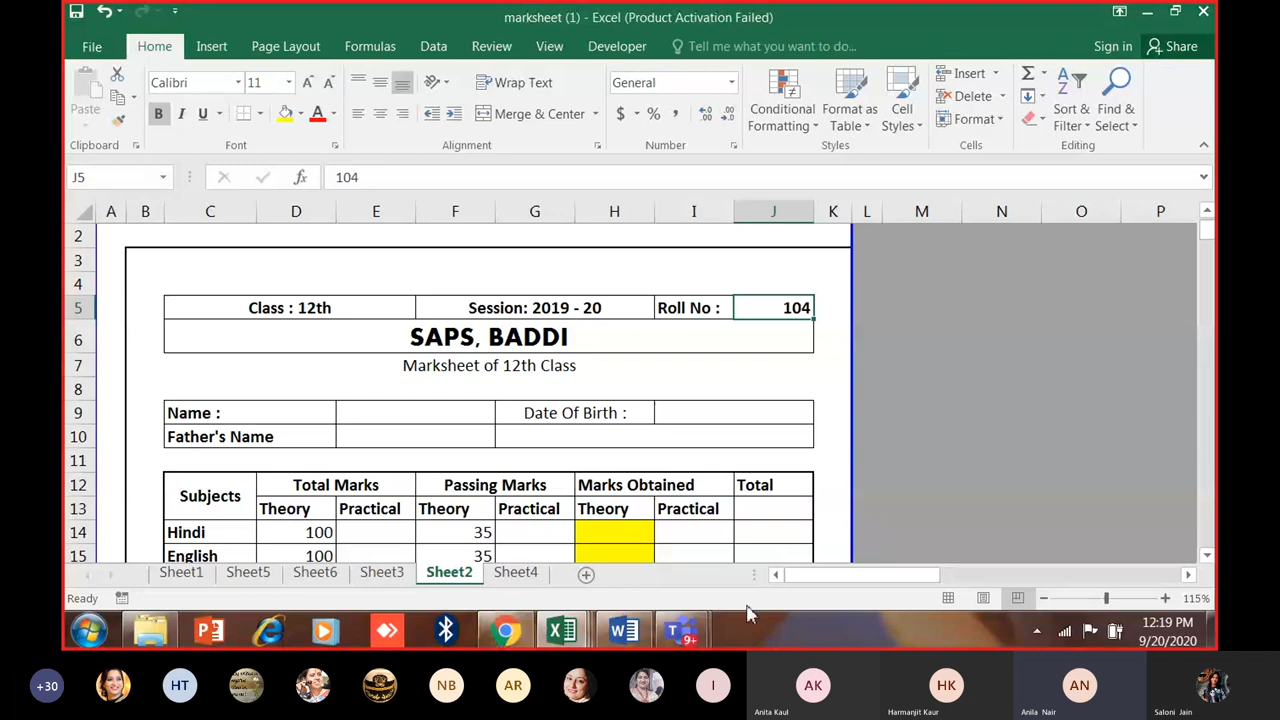 marksheet (1) - Excel (Product Activation Failed)
File Home Insert Page Layout Formulas Data Review View Developer Tell me what you want to do... Sign in Share
Paste
Clipboard
Calibri 11
B I U
Font
Wrap Text
Merge & Center
Alignment
General
$ % ,
Number
Conditional Formatting
Format as Table
Cell Styles
Styles
Insert
Delete
Format
Cells
Sort & Filter
Find & Select
Editing
J5 fx 104
A B C D E F G H I J K L M N O P
2
3
4
5 Class : 12th Session: 2019 - 20 Roll No : 104
6 SAPS, BADDI
7 Marksheet of 12th Class
8
9 Name : Date Of Birth :
10 Father's Name
11
12 Subjects Total Marks Passing Marks Marks Obtained Total
13 Theory Practical Theory Practical Theory Practical
14 Hindi 100 35
15 English 100 35
Sheet1 Sheet5 Sheet6 Sheet3 Sheet2 Sheet4
Ready 115%
9+
12:19 PM
9/20/2020
+30 HT NB AR I AK HK AN
Anita Kaul Harmanjit Kaur Anila Nair Saloni Jain